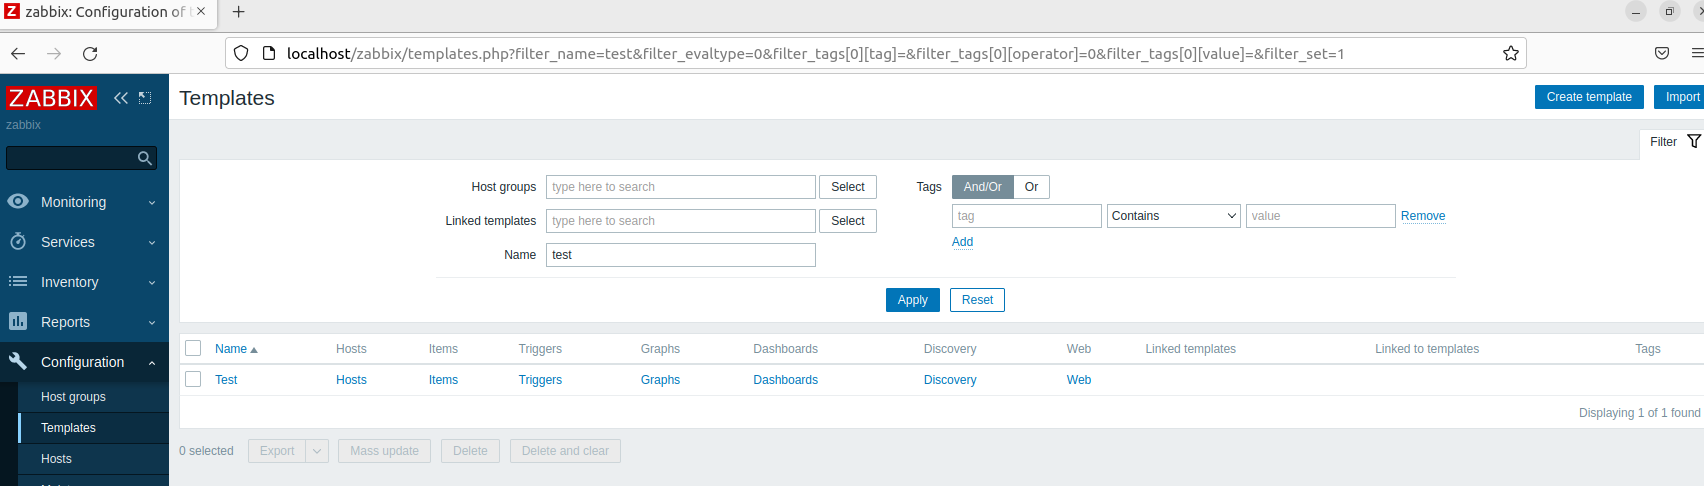 zabbix: Configuration of
localhost/zabbix/templates.php?filter_name=test&filter_evaltype=0&filter_tags[0][tag]=&filter_tags[0][operator]=0&filter_tags[0][value]=&filter_set=1
ZABBIX
zabbix
Monitoring
Services
Inventory
Reports
Configuration
Host groups
Templates
Hosts
Templates
Create template
Import
Filter
Host groups type here to search Select
Linked templates type here to search Select
Name test
Tags And/Or Or
tag Contains value Remove
Add
Apply Reset
Name Hosts Items Triggers Graphs Dashboards Discovery Web Linked templates Linked to templates Tags
Test Hosts Items Triggers Graphs Dashboards Discovery Web
Displaying 1 of 1 found
0 selected Export Mass update Delete Delete and clear